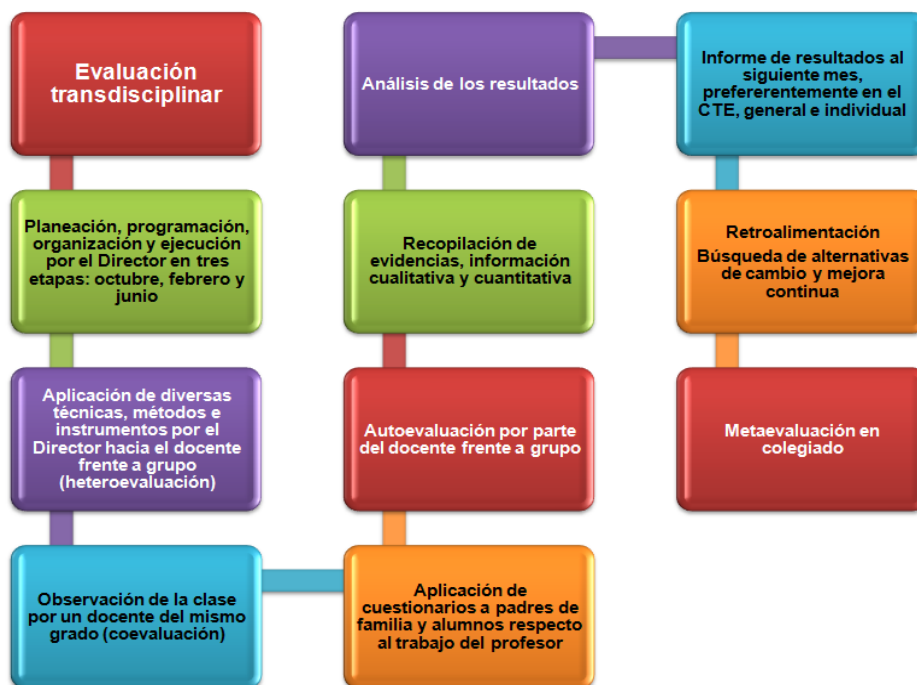 Evaluación
transdisciplinar
Planeación, programación,
organización y ejecución
por el Director en tres
etapas: octubre, febrero y
junio
Aplicación de diversas
técnicas, métodos e
instrumentos por el
Director hacia el docente
frente a grupo
(heteroevaluación)
Observación de la clase
por un docente del mismo
grado (coevaluación)
Aplicación de
cuestionarios a padres de
familia y alumnos respecto
al trabajo del profesor
Autoevaluación por parte
del docente frente a grupo
Recopilación de
evidencias, información
cualitativa y cuantitativa
Análisis de los resultados
Informe de resultados al
siguiente mes,
prefererentemente en el
CTE, general e individual
Retroalimentación
Búsqueda de alternativas
de cambio y mejora
continua
Metaevaluación en
colegiado